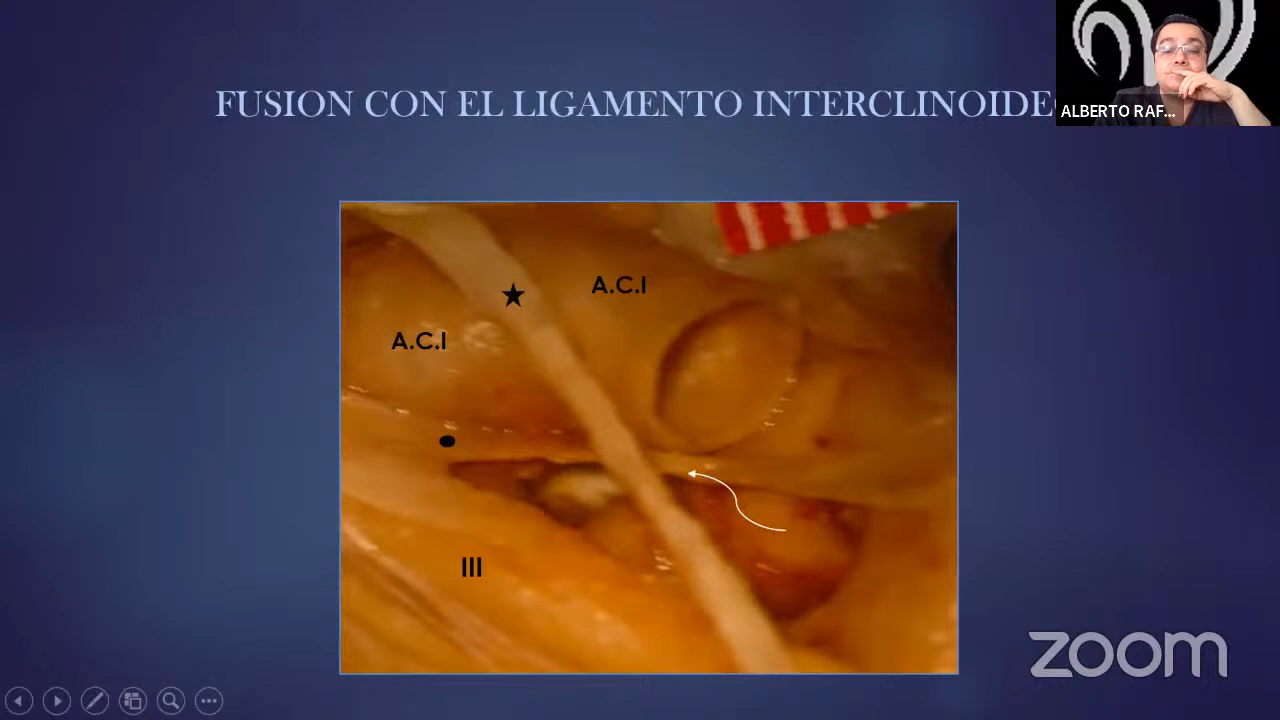 FUSION CON EL LIGAMENTO INTERCLINOIDE
ALBERTO RAF...
A.C.I
A.C.I
III
zoom